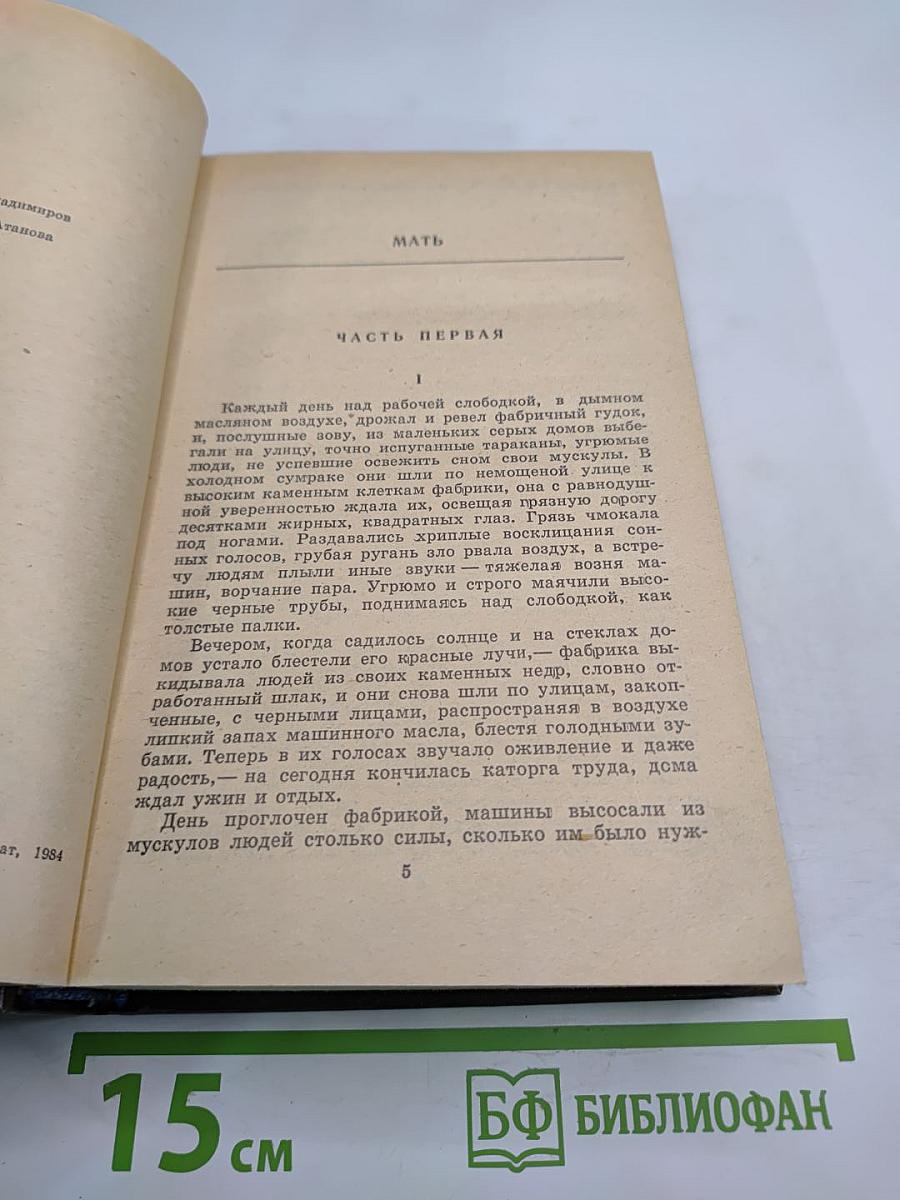 адимиров
Атанова
ат, 1984
МАТЬ
ЧАСТЬ ПЕРВАЯ
I
Каждый день над рабочей слободкой, в дымном
масляном воздухе, дрожал и ревел фабричный гудок,
и, послушные зову, из маленьких серых домов выбе-
гали на улицу, точно испуганные тараканы, угрюмые
люди, не успевшие освежить сном свои мускулы. В
холодном сумраке они шли по немощеной улице к
высоким каменным клеткам фабрики, она с равнодуш-
ной уверенностью ждала их, освещая грязную дорогу
десятками жирных, квадратных глаз. Грязь чмокала
под ногами. Раздавались хриплые восклицания сон-
ных голосов, грубая ругань зло рвала воздух, а встре-
чу людям плыли иные звуки — тяжелая возня ма-
шин, ворчание пара. Угрюмо и строго маячили высо-
кие черные трубы, поднимаясь над слободкой, как
толстые палки.
Вечером, когда садилось солнце и на стеклах до-
мов устало блестели его красные лучи,— фабрика вы-
кидывала людей из своих каменных недр, словно от-
работанный шлак, и они снова шли по улицам, закоп-
ченные, с черными лицами, распространяя в воздухе
липкий запах машинного масла, блестя голодными зу-
бами. Теперь в их голосах звучало оживление и даже
радость,— на сегодня кончилась каторга труда, дома
ждал ужин и отдых.
День проглочен фабрикой, машины высосали из
мускулов людей столько силы, сколько им было нуж-
5
15 см
БФ БИБЛИОФАН